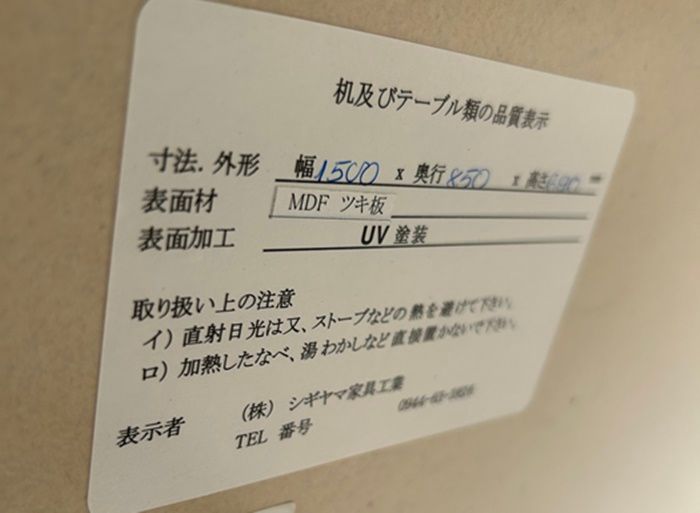 机及びテーブル類の品質表示
寸法.外形 幅1500 x 奥行850 x 高さ690
表面材 MDF ツキ板
表面加工 UV塗装
取り扱い上の注意
イ）直射日光は又、ストーブなどの熱を避けて下さい。
ロ）加熱したなべ、湯わかしなど直接置かないで下さい。
表示者 （株）シギヤマ家具工業
TEL 番号